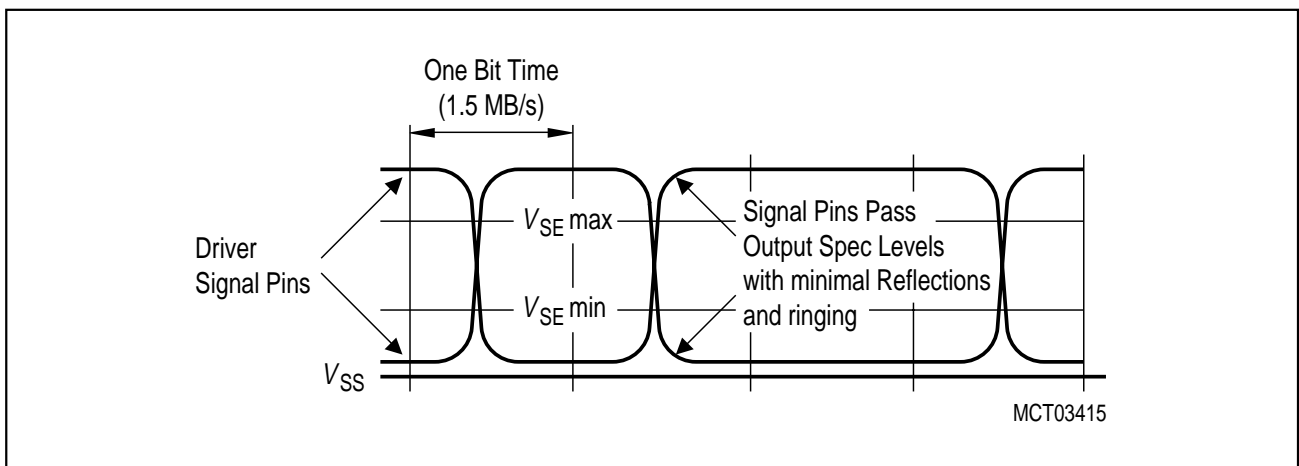 One Bit Time
(1.5 MB/s)
Driver
Signal Pins
VSE max
VSE min
Signal Pins Pass
Output Spec Levels
with minimal Reflections
and ringing
VSS
MCT03415